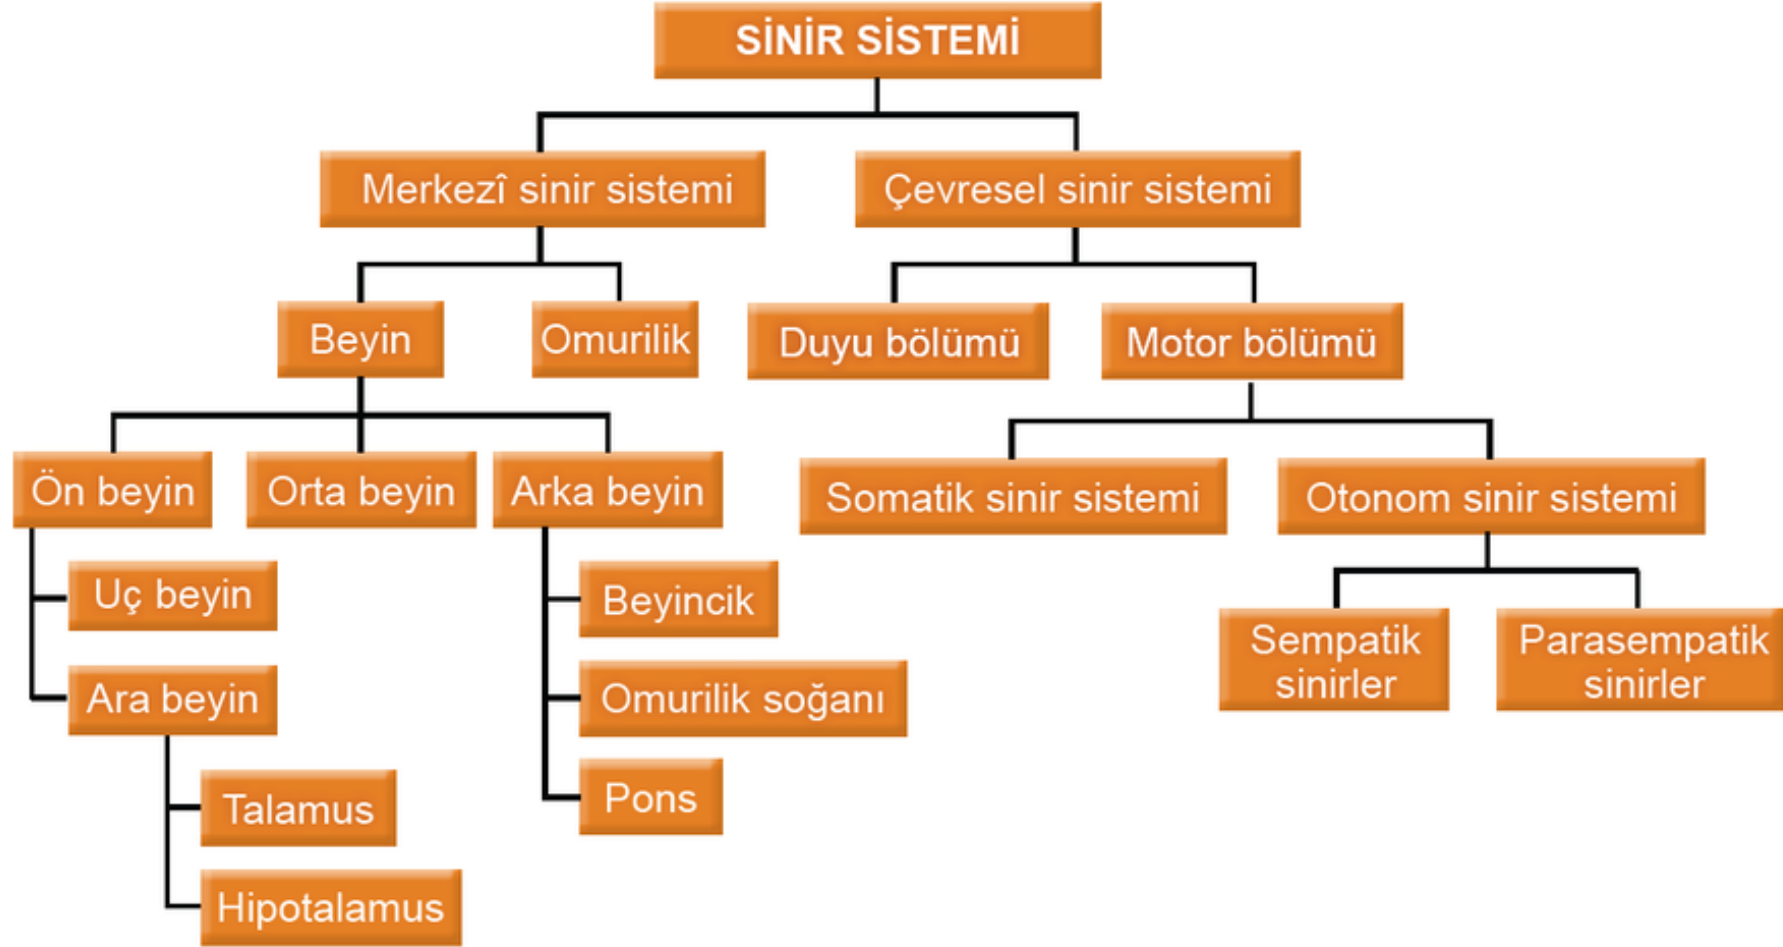 SİNİR SİSTEMİ
Merkezî sinir sistemi
Çevresel sinir sistemi
Beyin
Omurilik
Duyu bölümü
Motor bölümü
Ön beyin
Orta beyin
Arka beyin
Somatik sinir sistemi
Otonom sinir sistemi
Uç beyin
Beyincik
Sempatik
sinirler
Parasempatik
sinirler
Ara beyin
Omurilik soğanı
Talamus
Pons
Hipotalamus